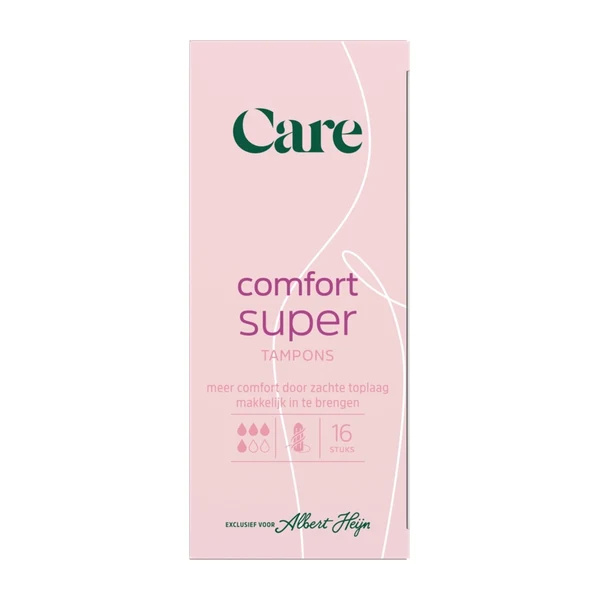 Care
comfort
super
TAMPONS
meer comfort door zachte toplaag
makkelijk in te brengen
16
STUKS
EXCLUSIEF VOOR Albert Heijn